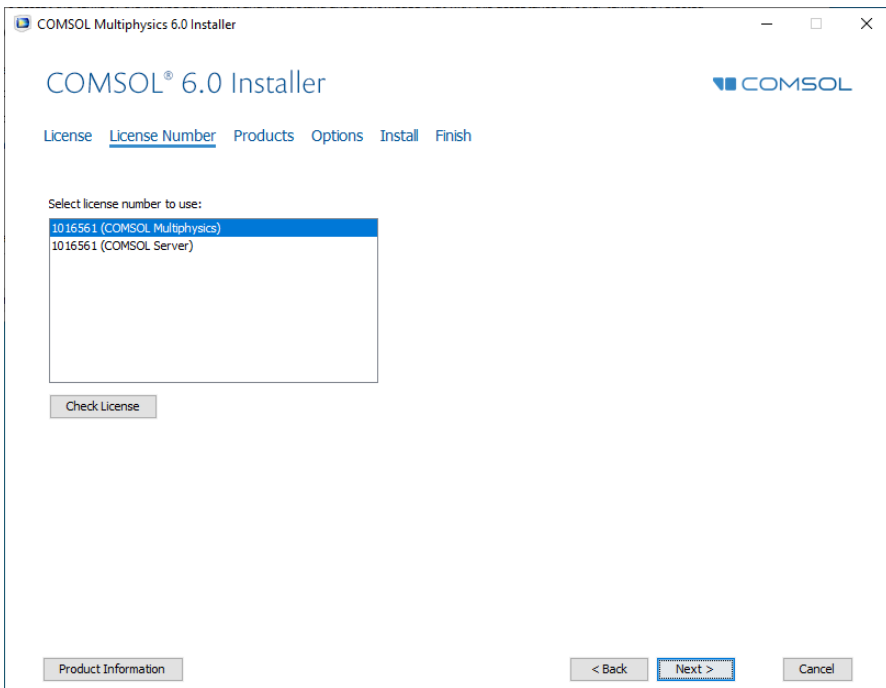 COMSOL Multiphysics 6.0 Installer
COMSOL® 6.0 Installer
COMSOL
License License Number Products Options Install Finish
Select license number to use:
1016561 (COMSOL Multiphysics)
1016561 (COMSOL Server)
Check License
Product Information < Back Next > Cancel